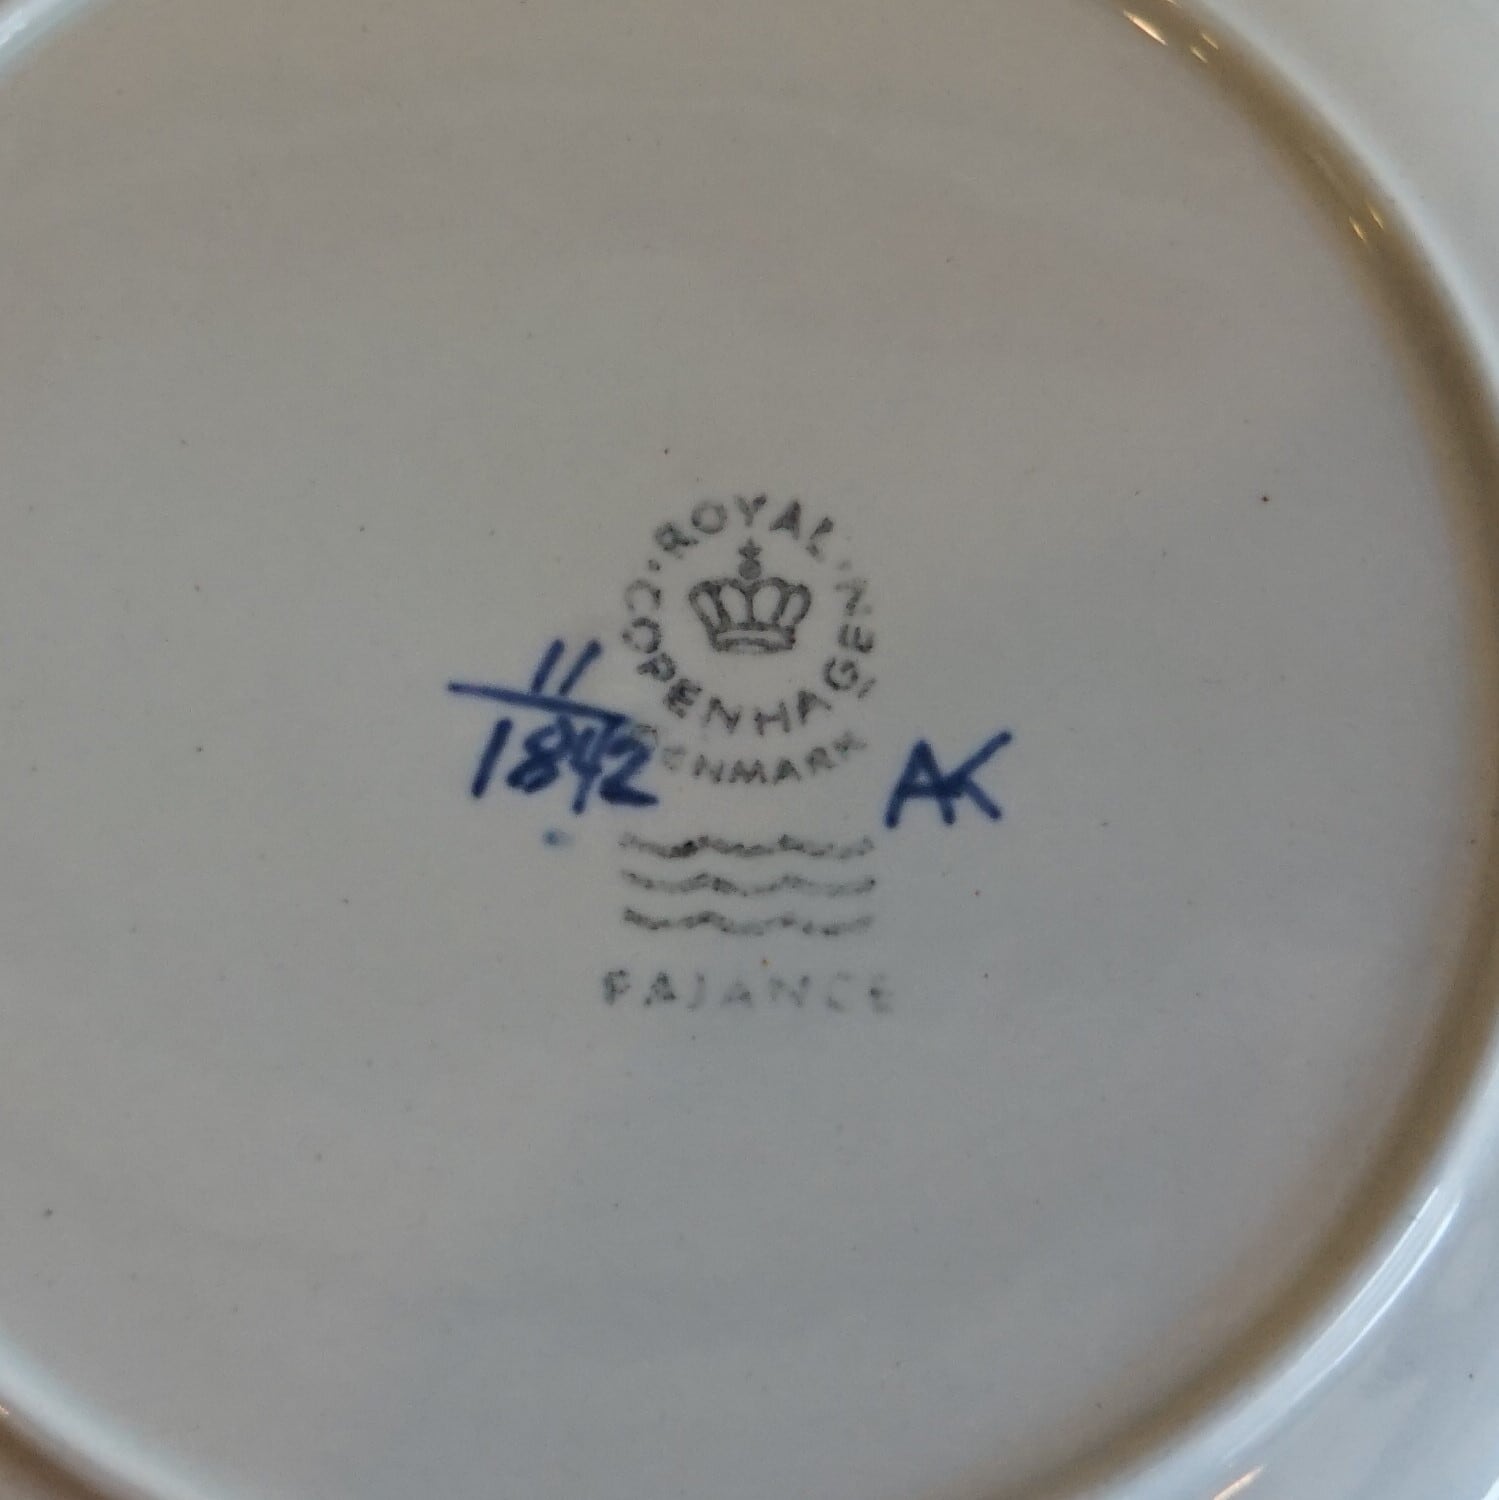 ROYAL
COPENHAGEN
DENMARK
11
1842
AK
FAJANCE